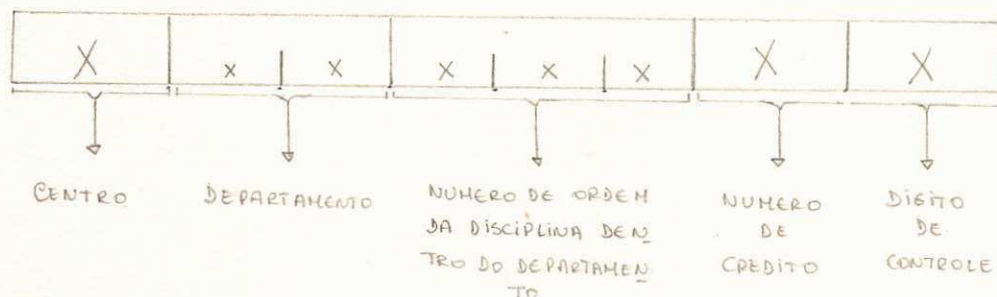 X X X X X X X X
CENTRO
DEPARTAMENTO
NUMERO DE ORDEM
DA DISCIPLINA DEN
TRO DO DEPARTAMEN
TO
NUMERO
DE
CREDITO
DIGITO
DE
CONTROLE